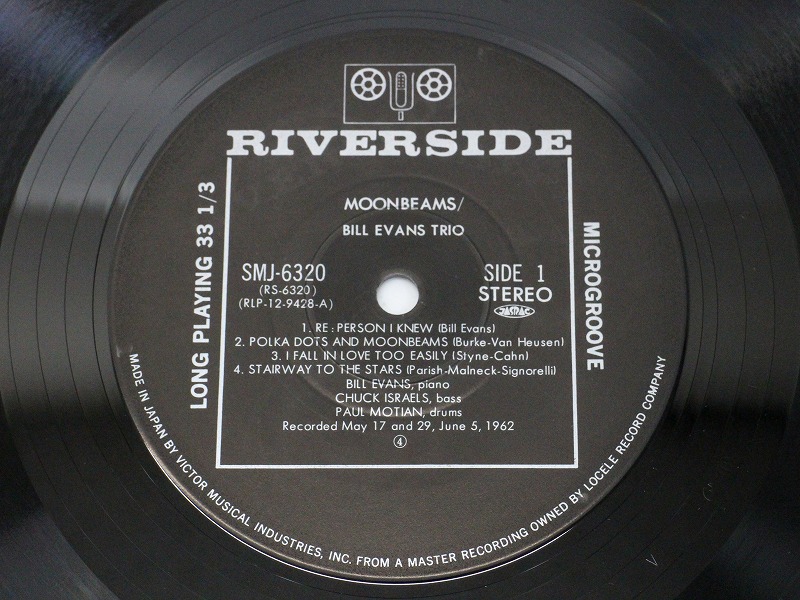 RIVERSIDE
MOONBEAMS/
BILL EVANS TRIO
LONG PLAYING 33 1/3
MICROGROOVE
SMJ-6320
(RS-6320)
(RLP-12-9428-A)
SIDE 1
STEREO
JASRAC
1. RE: PERSON I KNEW (Bill Evans)
2. POLKA DOTS AND MOONBEAMS (Burke-Van Heusen)
3. I FALL IN LOVE TOO EASILY (Styne-Cahn)
4. STAIRWAY TO THE STARS (Parish-Malneck-Signorelli)
BILL EVANS, piano
CHUCK ISRAELS, bass
PAUL MOTIAN, drums
Recorded May 17 and 29, June 5, 1962
④
MADE IN JAPAN BY VICTOR MUSICAL INDUSTRIES, INC. FROM A MASTER RECORDING OWNED BY LOCELE RECORD COMPANY